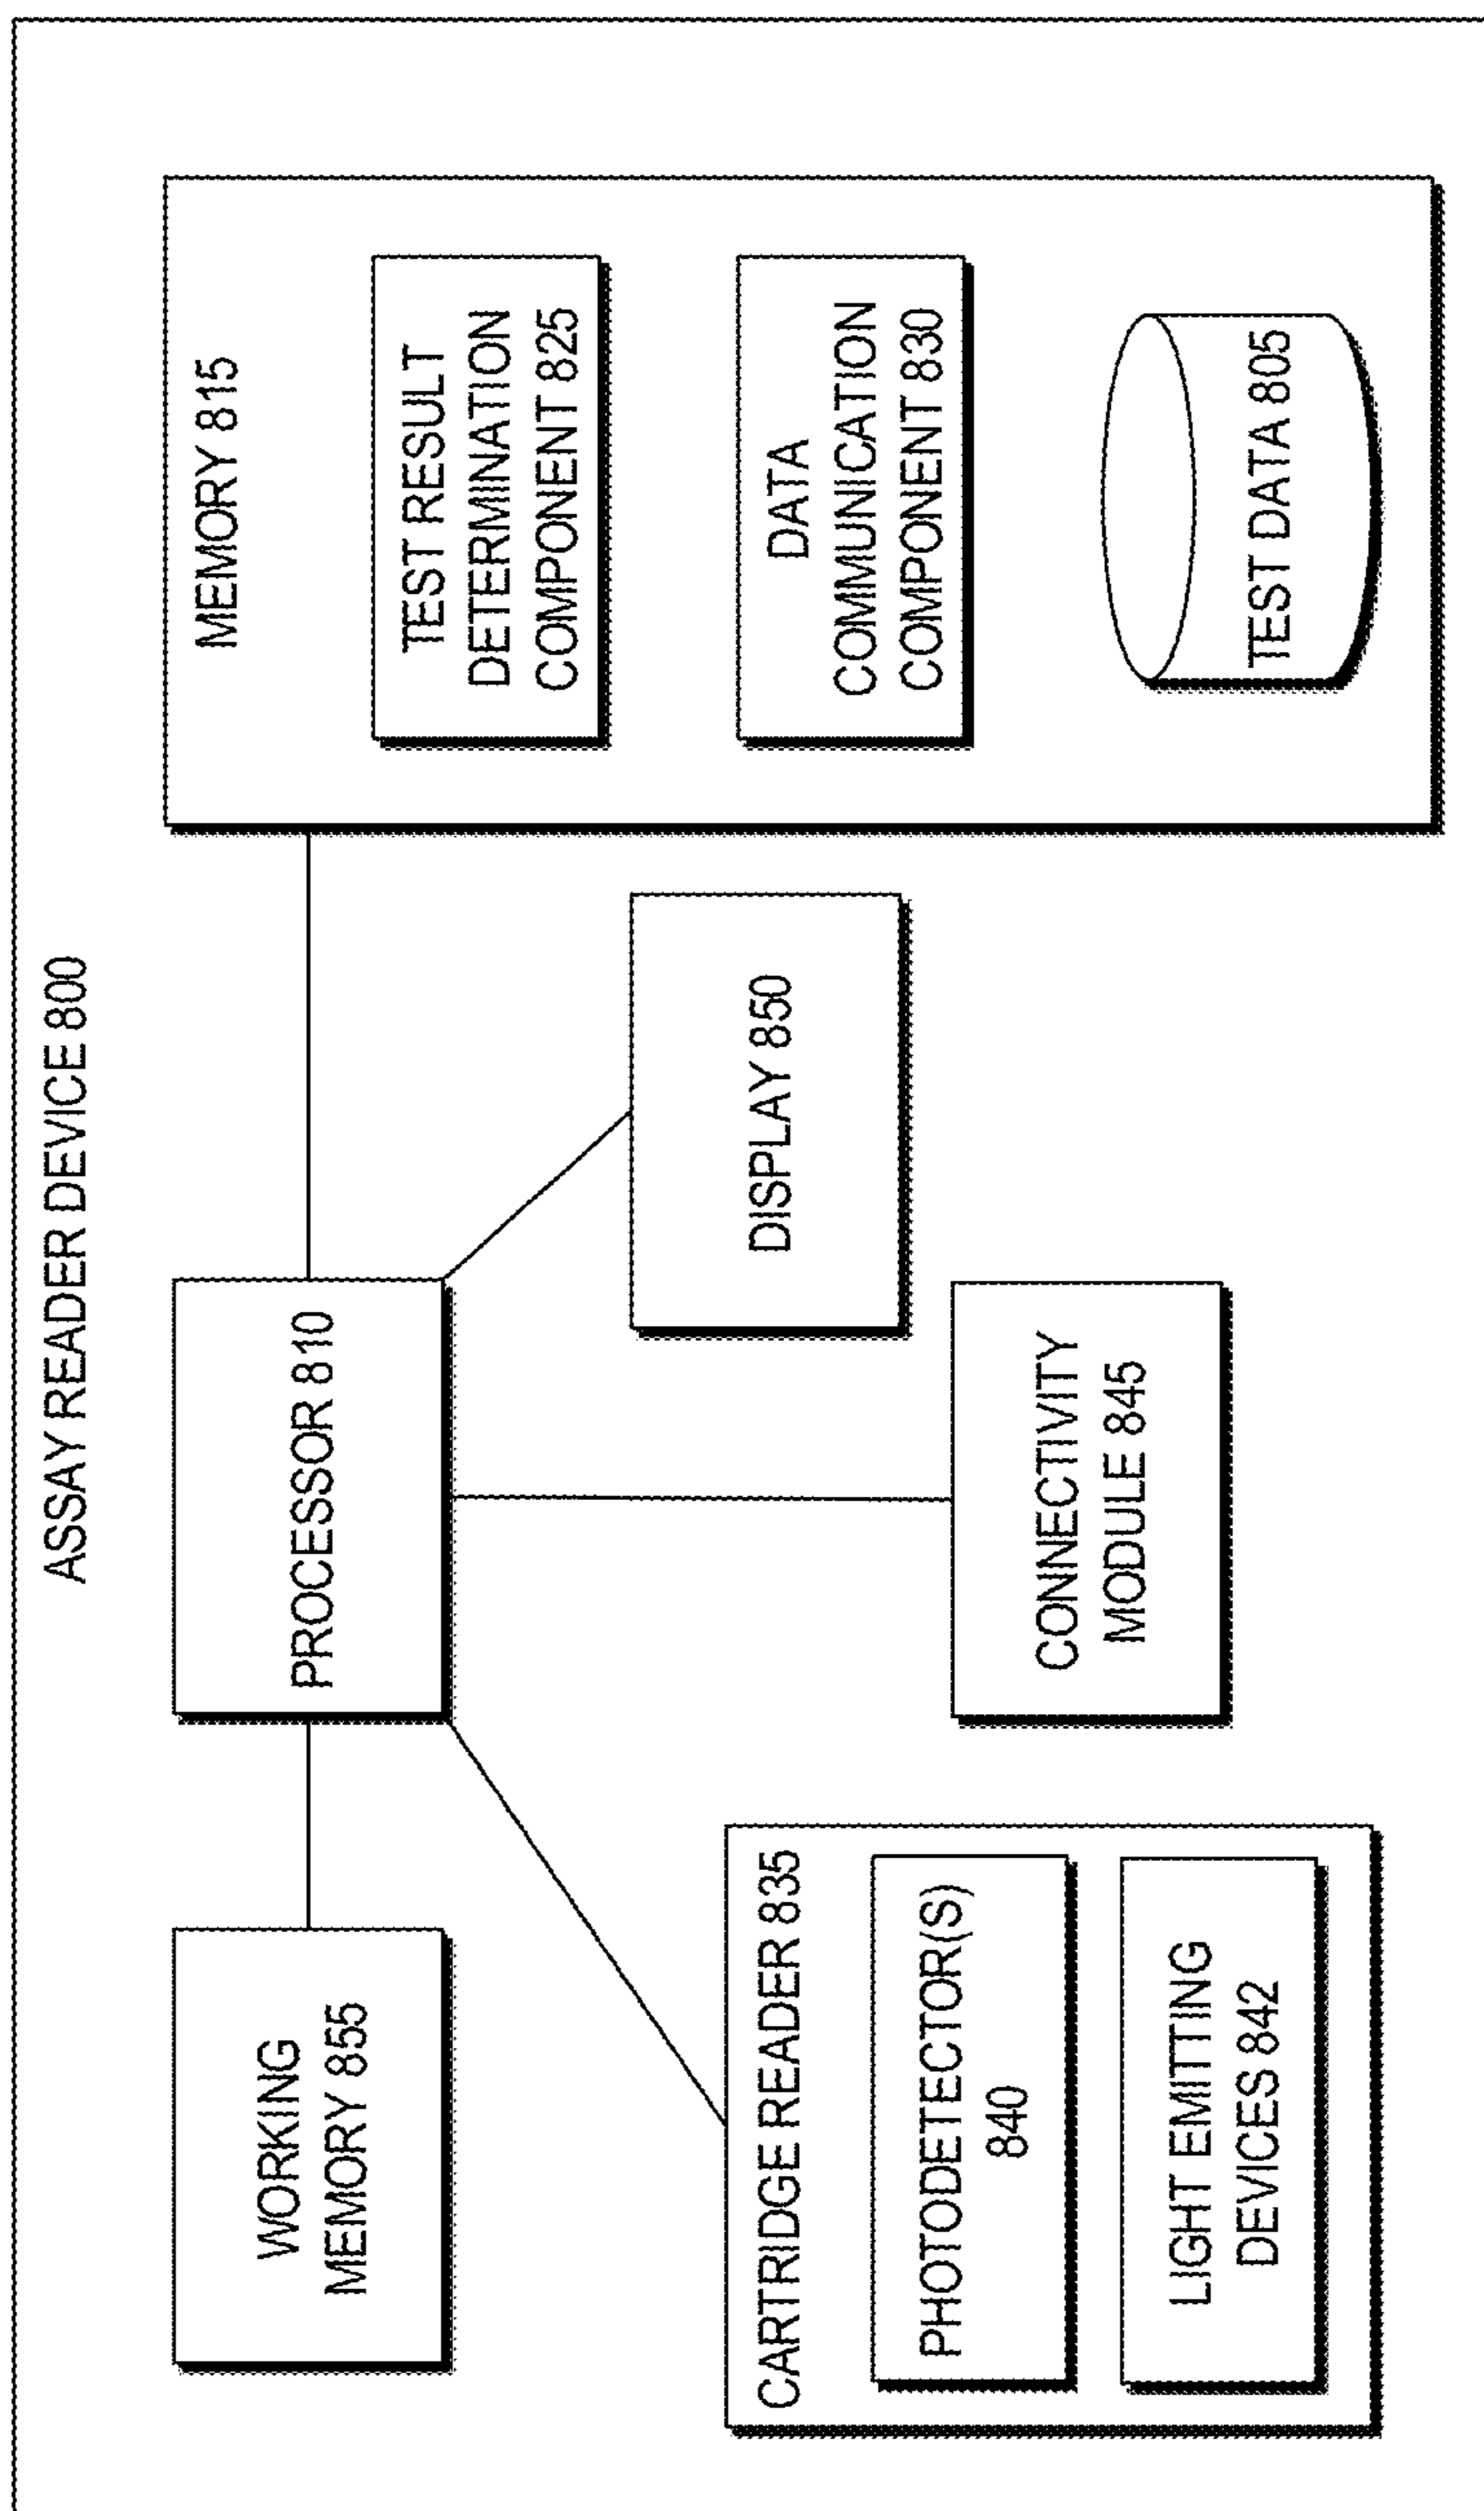 ASSAY READER DEVICE 800
WORKING
MEMORY 855
PROCESSOR 810
MEMORY 815
TEST RESULT
DETERMINATION
COMPONENT 825
DATA
COMMUNICATION
COMPONENT 830
TEST DATA 805
DISPLAY 850
CONNECTIVITY
MODULE 845
CARTRIDGE READER 835
PHOTODETECTOR(S)
840
LIGHT EMITTING
DEVICES 842